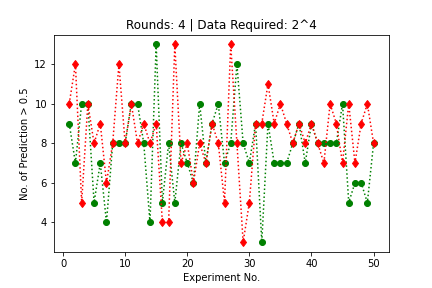 Rounds: 4 | Data Required: 2^4
No. of Prediction > 0.5
12
10
8
6
4
0 10 20 30 40 50
Experiment No.